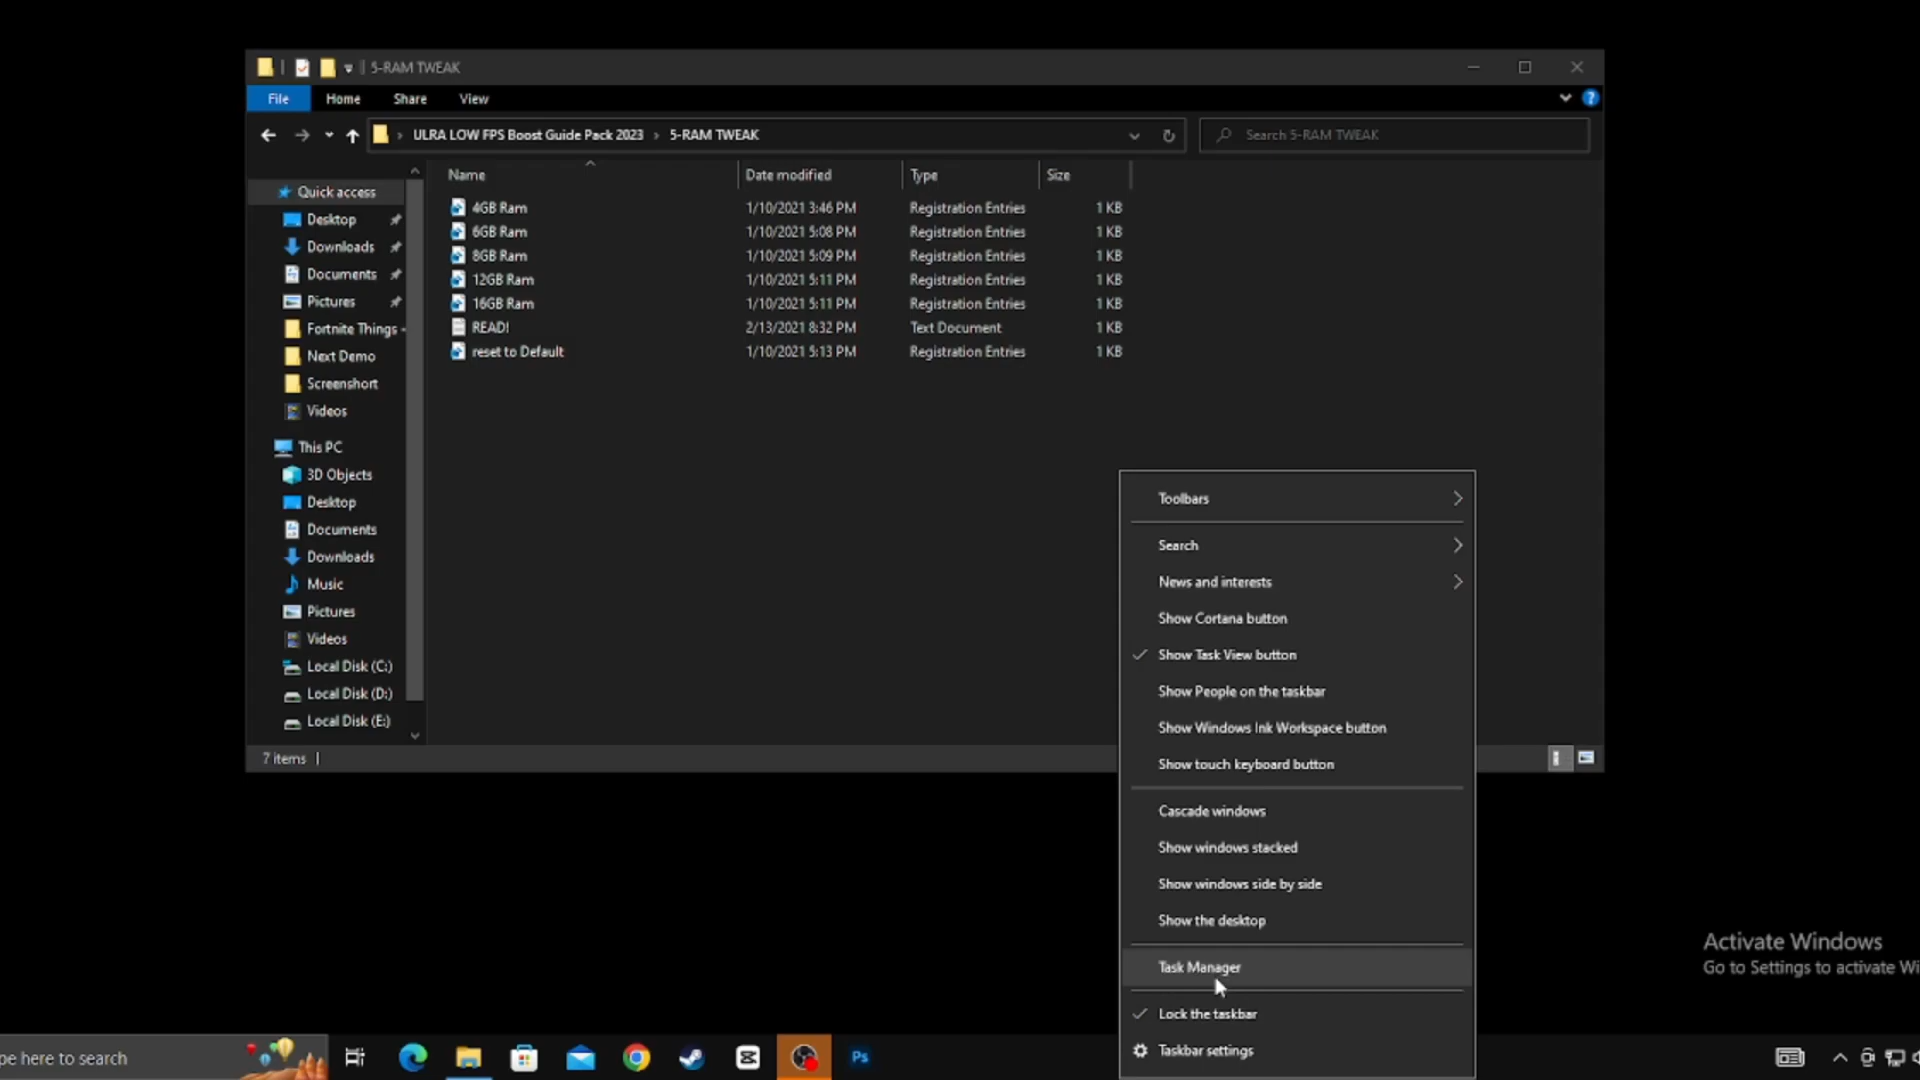 5-RAM TWEAK
File Home Share View
ULRA LOW FPS Boost Guide Pack 2023 › 5-RAM TWEAK
Search 5-RAM TWEAK
Name Date modified Type Size
4GB Ram 1/10/2021 3:46 PM Registration Entries 1 KB
6GB Ram 1/10/2021 5:08 PM Registration Entries 1 KB
8GB Ram 1/10/2021 5:09 PM Registration Entries 1 KB
12GB Ram 1/10/2021 5:11 PM Registration Entries 1 KB
16GB Ram 1/10/2021 5:11 PM Registration Entries 1 KB
READ! 2/13/2021 8:32 PM Text Document 1 KB
reset to Default 1/10/2021 5:13 PM Registration Entries 1 KB
Quick access
Desktop
Downloads
Documents
Pictures
Fortnite Things -
Next Demo
Screenshort
Videos
This PC
3D Objects
Desktop
Documents
Downloads
Music
Pictures
Videos
Local Disk (C:)
Local Disk (D:)
Local Disk (E:)
7 items
Toolbars
Search
News and interests
Show Cortana button
Show Task View button
Show People on the taskbar
Show Windows Ink Workspace button
Show touch keyboard button
Cascade windows
Show windows stacked
Show windows side by side
Show the desktop
Task Manager
Lock the taskbar
Taskbar settings
Activate Windows
Go to Settings to activate Wi
pe here to search
Ps